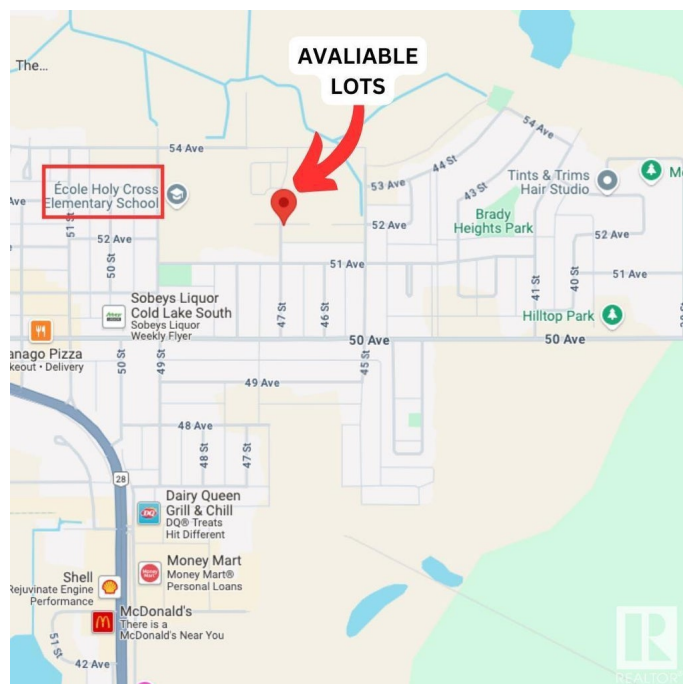 AVALIABLE
LOTS
The...
54 Ave
54 Ave
44 St
École Holy Cross
Elementary School
53 Ave
43 St
Tints & Trims
Hair Studio
Ave
51 St
52 Ave
52 Ave
Brady
Heights Park
52 Ave
50 St
51 Ave
51 Ave
41 St
40 St
Sobeys Liquor
Cold Lake South
Sobeys Liquor
Weekly Flyer
47 St
46 St
Hilltop Park
50 Ave
50 Ave
anago Pizza
keout • Delivery
50 St
49 St
45 St
49 Ave
48 Ave
48 St
47 St
28
Dairy Queen
Grill & Chill
DQ® Treats
Hit Different
DQ
Money Mart
Money Mart®
Personal Loans
Shell
Rejuvinate Engine
Performance
McDonald's
There is a
McDonald's Near You
51 St
42 Ave
R
REALTOR